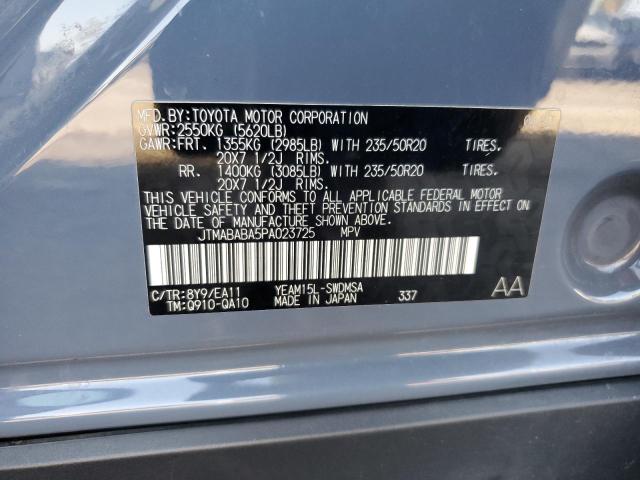 MFD.BY:TOYOTA MOTOR CORPORATION
GVWR:2550KG (5620LB)
GAWR:FRT. 1355KG (2985LB) WITH 235/50R20 TIRES.
20X7 1/2J RIMS.
RR. 1400KG (3085LB) WITH 235/50R20 TIRES.
20X7 1/2J RIMS.
THIS VEHICLE CONFORMS TO ALL APPLICABLE FEDERAL MOTOR
VEHICLE SAFETY AND THEFT PREVENTION STANDARDS IN EFFECT
ON THE DATE OF MANUFACTURE SHOWN ABOVE.
JTMABABA5PA023725 MPV
C/TR:8Y9/EA11 YEAM15L-SWDMSA AA
TM:Q910-QA10 MADE IN JAPAN 337